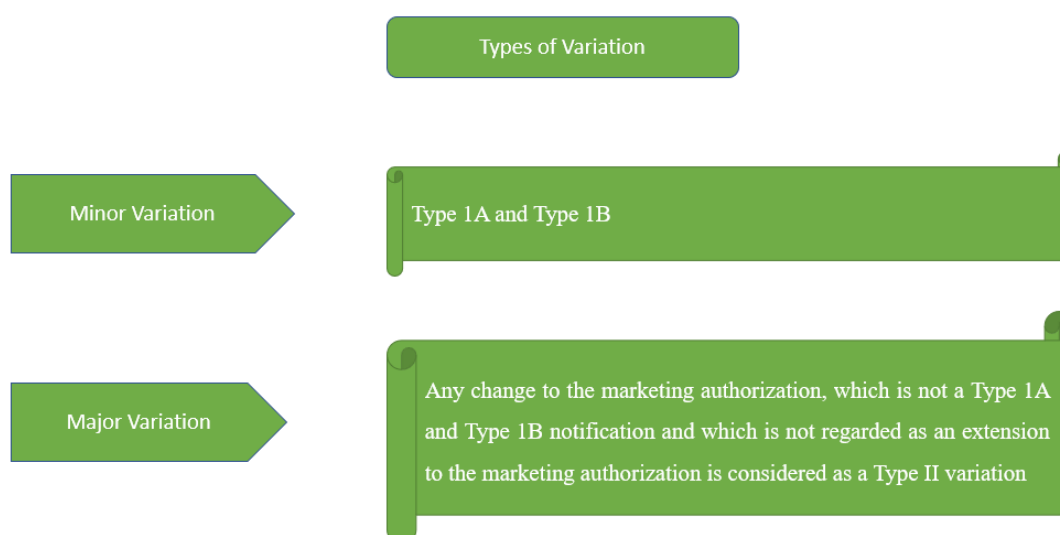 Types of Variation
Minor Variation
Type 1A and Type 1B
Major Variation
Any change to the marketing authorization, which is not a Type 1A
and Type 1B notification and which is not regarded as an extension
to the marketing authorization is considered as a Type II variation